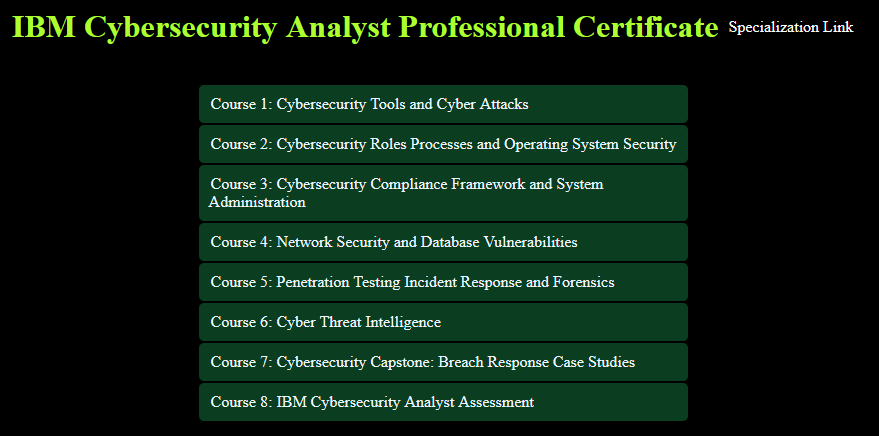 IBM Cybersecurity Analyst Professional Certificate Specialization Link
Course 1: Cybersecurity Tools and Cyber Attacks
Course 2: Cybersecurity Roles Processes and Operating System Security
Course 3: Cybersecurity Compliance Framework and System
Administration
Course 4: Network Security and Database Vulnerabilities
Course 5: Penetration Testing Incident Response and Forensics
Course 6: Cyber Threat Intelligence
Course 7: Cybersecurity Capstone: Breach Response Case Studies
Course 8: IBM Cybersecurity Analyst Assessment